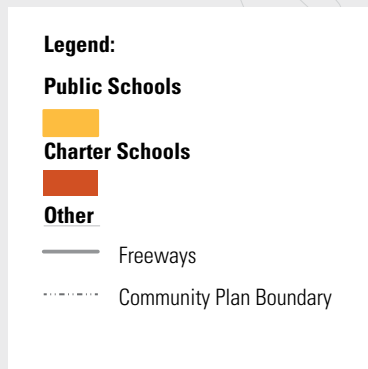 Legend:
Public Schools
Charter Schools
Other
Freeways
Community Plan Boundary